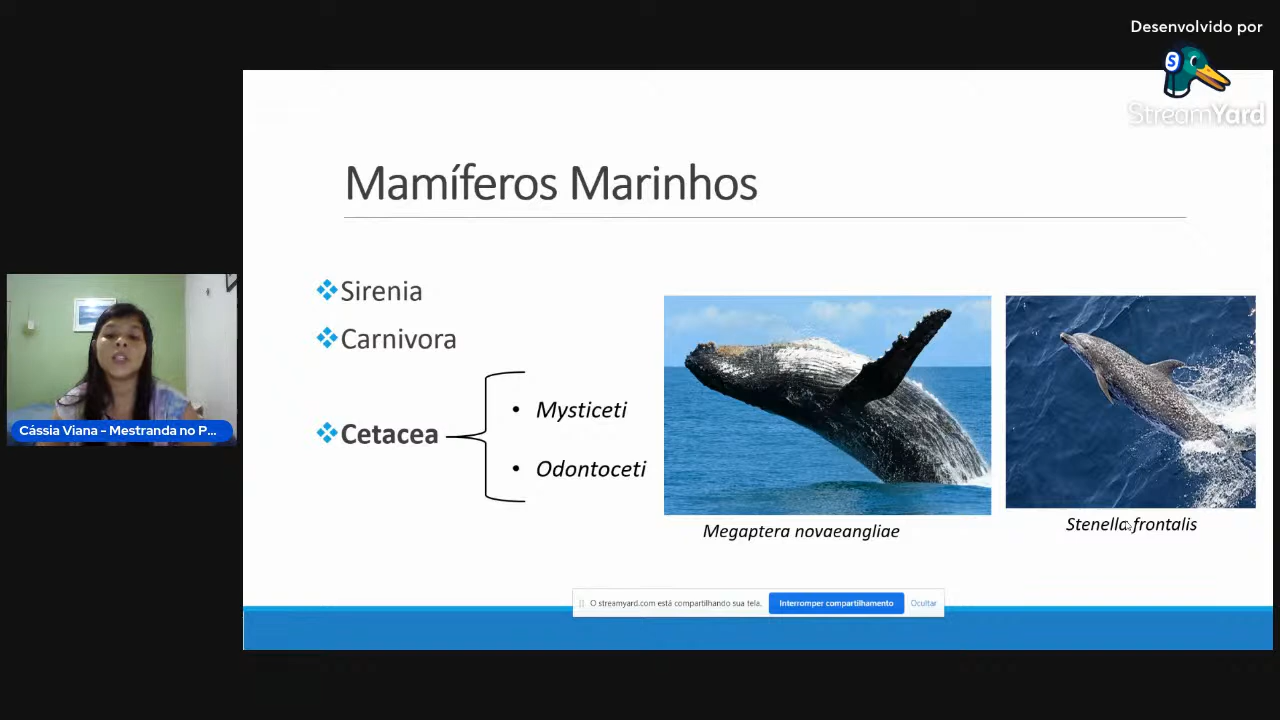 Desenvolvido por
S
StreamYard
Mamíferos Marinhos
Sirenia
Carnivora
Cetacea
• Mysticeti
• Odontoceti
Megaptera novaeangliae
Stenella frontalis
Cássia Viana - Mestranda no P...
O streamyard.com está compartilhando sua tela.
Interromper compartilhamento
Ocultar